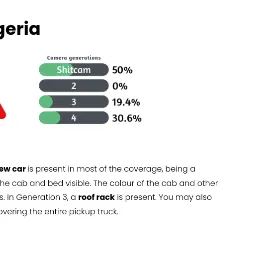 geria
Camera generations
Shitcam 50%
2 0%
3 19.4%
4 30.6%
ew car is present in most of the coverage, being a
he cab and bed visible. The colour of the cab and other
s. In Generation 3, a roof rack is present. You may also
overing the entire pickup truck.